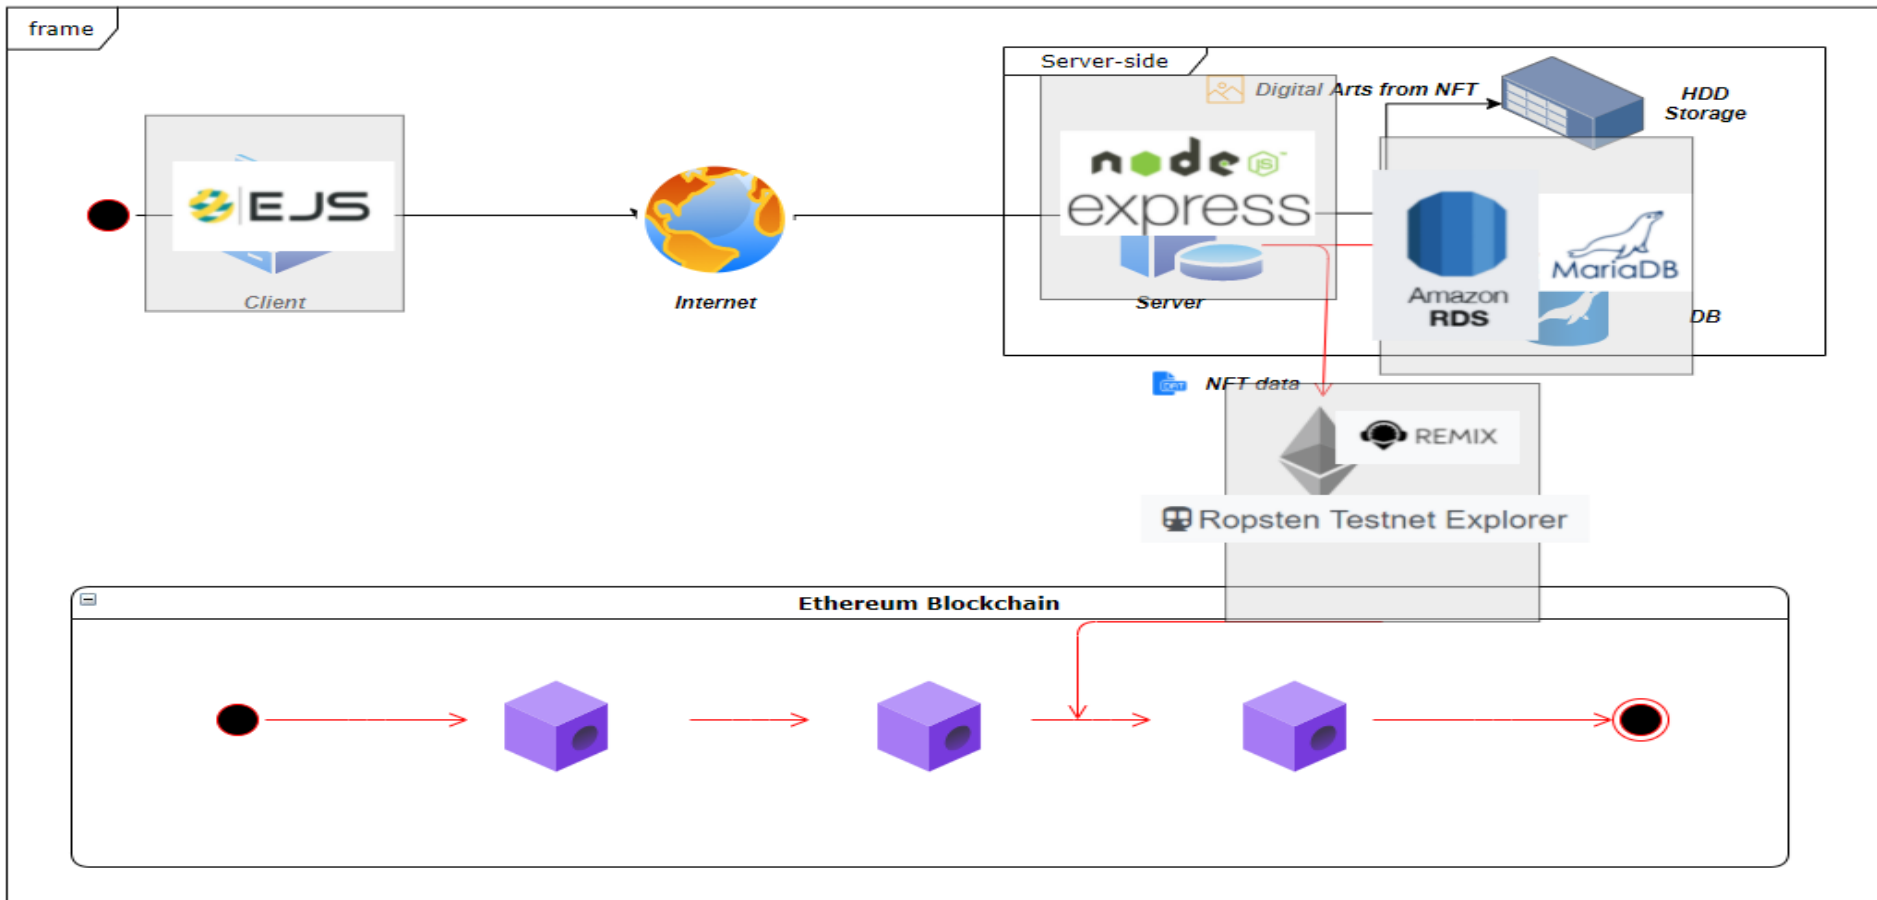 frame
Server-side
Digital Arts from NFT
HDD
Storage
node JS
express
EJS
Client
Internet
Server
Amazon
RDS
MariaDB
DB
NFT data
REMIX
Ropsten Testnet Explorer
Ethereum Blockchain